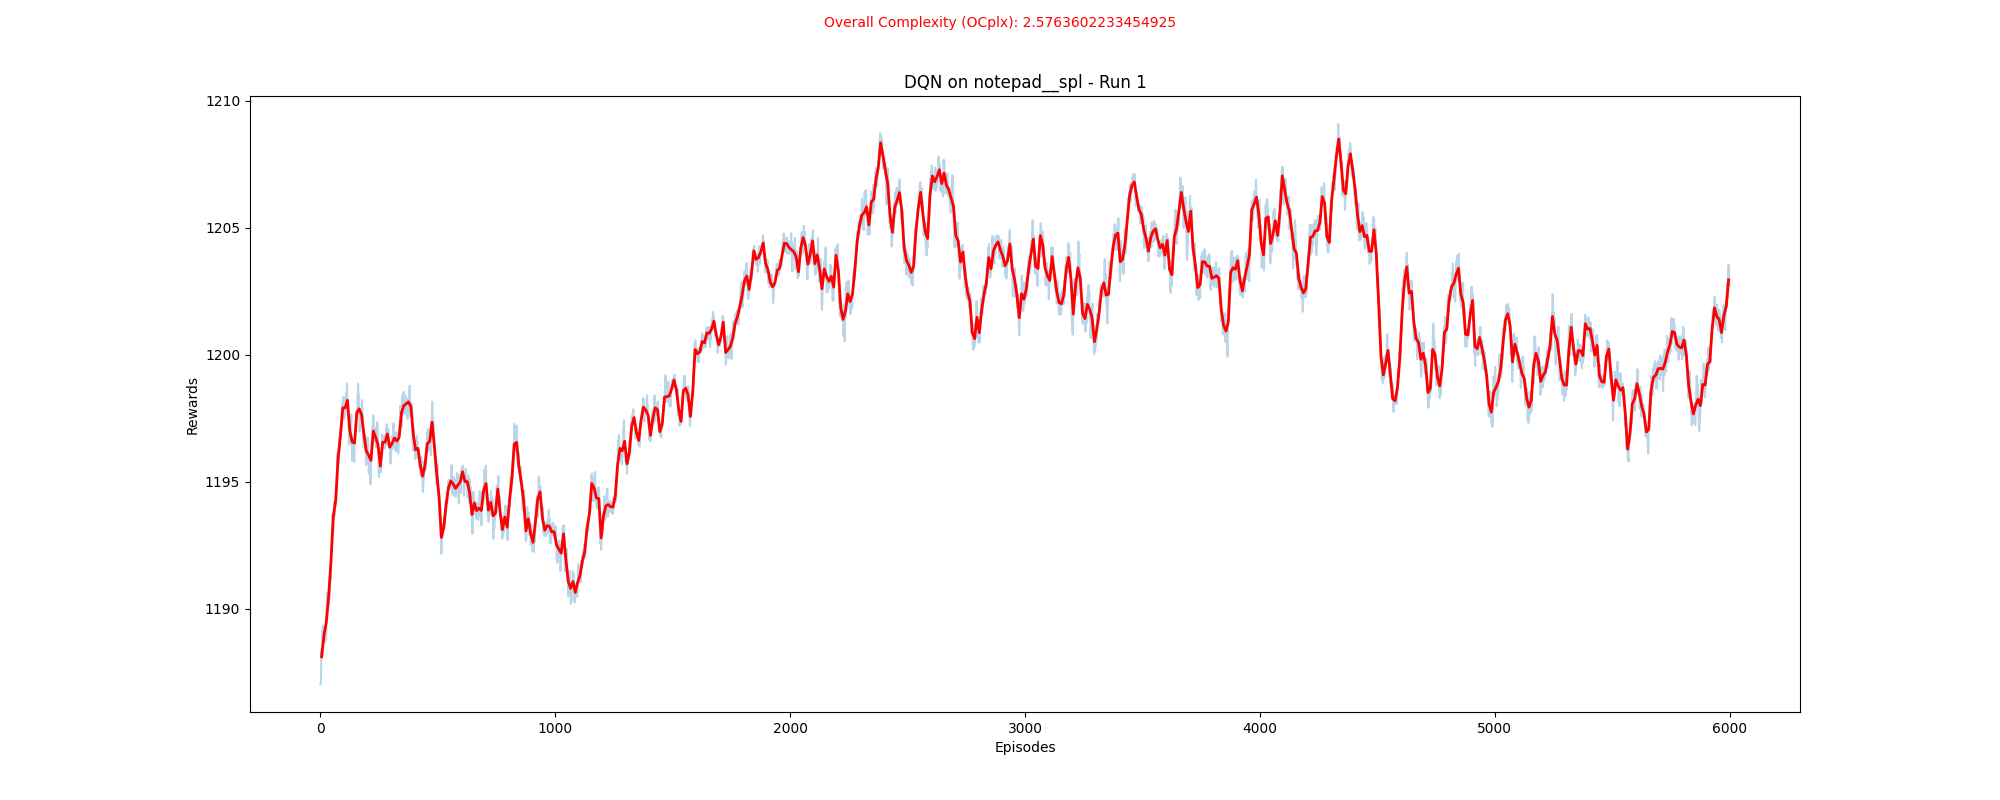 Overall Complexity (OCplx): 2.5763602233454925
DQN on notepad__spl - Run 1
1210
1205
1200
1195
1190
Rewards
0 1000 2000 3000 4000 5000 6000
Episodes